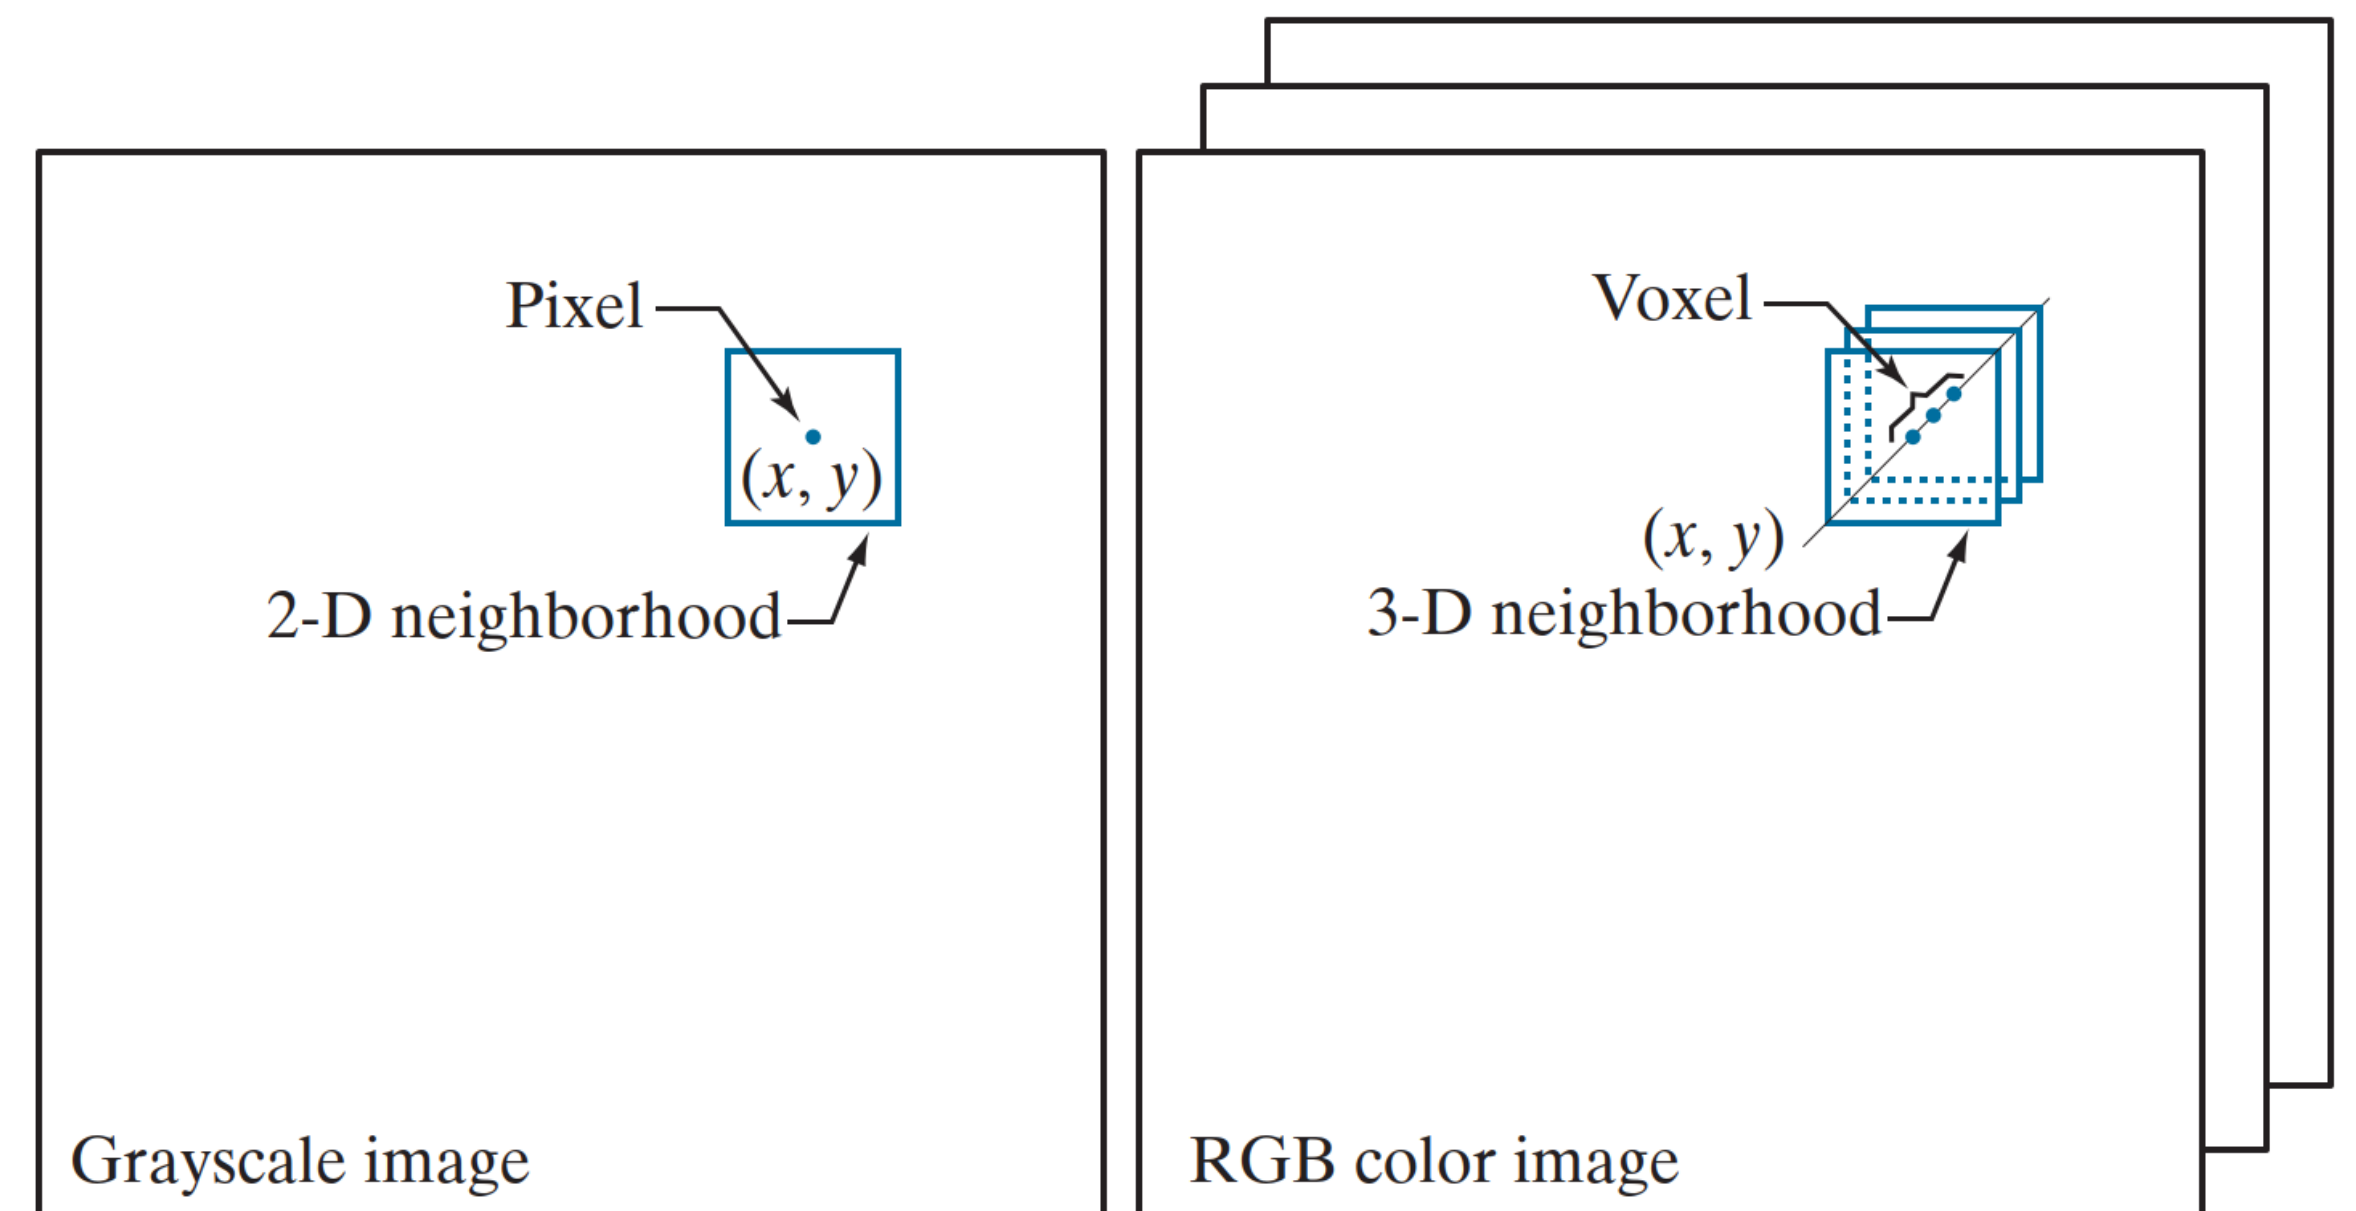 Pixel
(x, y)
2-D neighborhood
Grayscale image
Voxel
(x, y)
3-D neighborhood
RGB color image